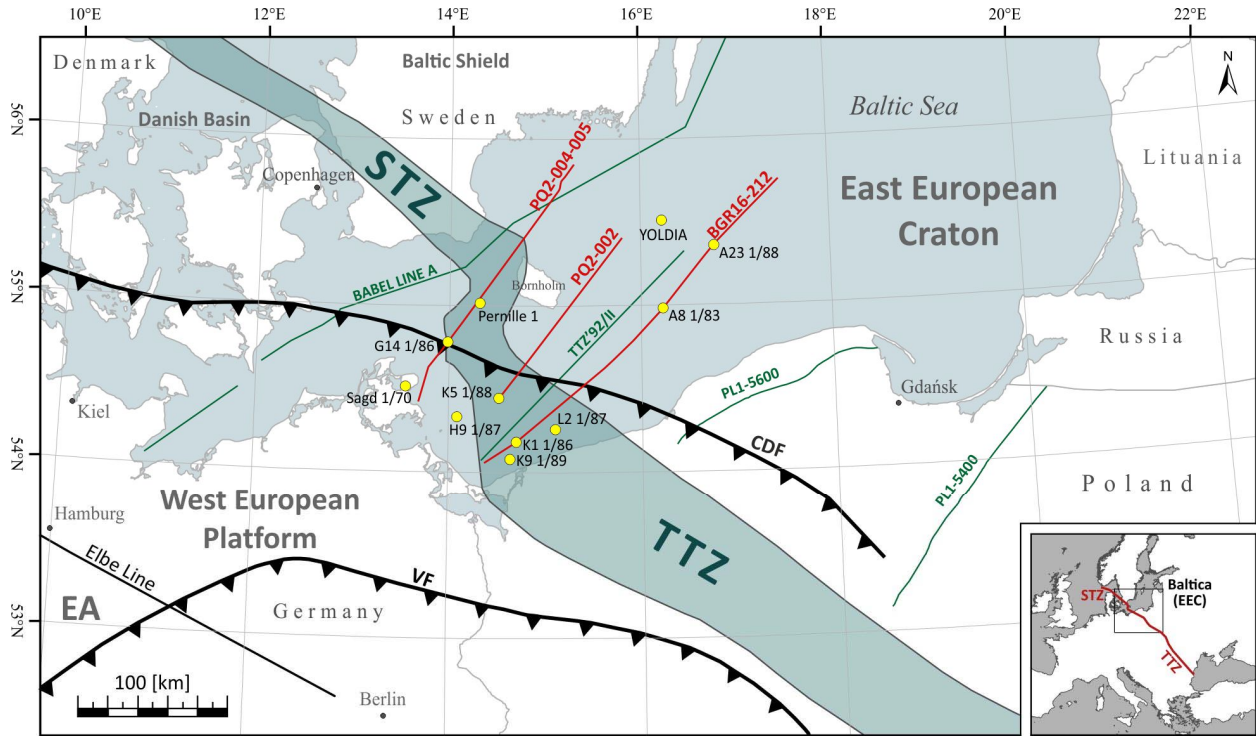 10°E
12°E
14°E
16°E
18°E
20°E
22°E
56°N
55°N
54°N
53°N
N
Denmark
Baltic Shield
Sweden
Danish Basin
Copenhagen
Baltic Sea
Lituania
STZ
PQ2-004-005
BGR16-212
East European
Craton
YOLDIA
A23 1/88
PQ2-002
BABEL LINE A
Bornholm
Pernille 1
TTZ'92/II
A8 1/83
Russia
G14 1/86
Sagd 1/70
K5 1/88
PL1-5600
Gdańsk
Kiel
H9 1/87
L2 1/87
K1 1/86
K9 1/89
CDF
PL1-5400
Poland
West European
Platform
Hamburg
Elbe Line
TTZ
VF
EA
Germany
100 [km]
Berlin
STZ
Baltica
(EEC)
TTZ